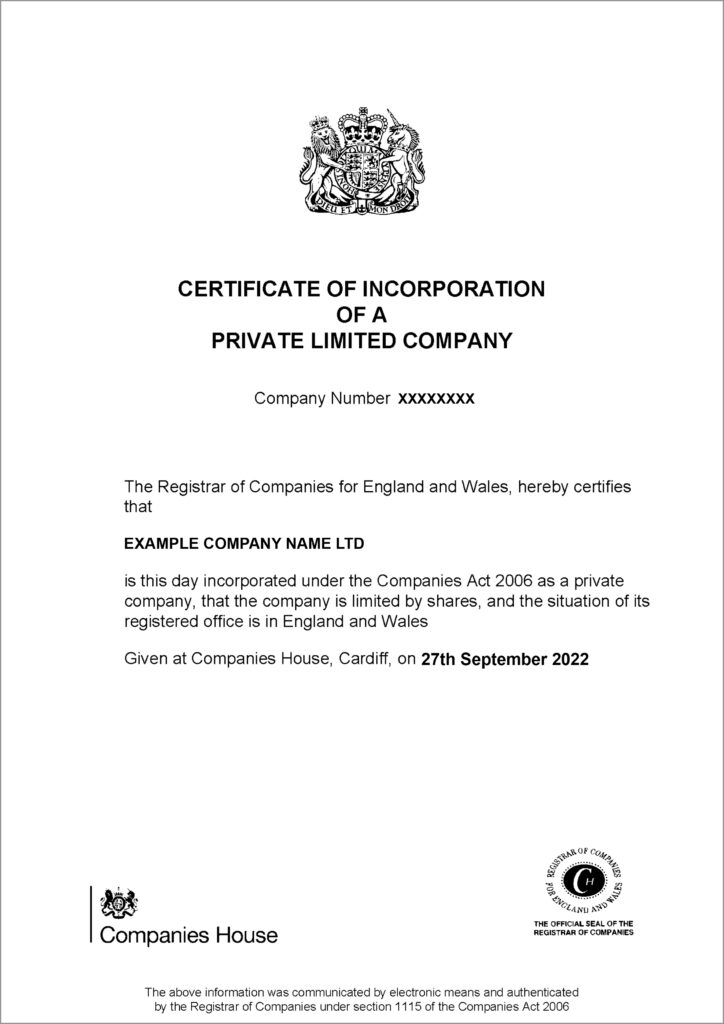 DIEU ET MON DROIT
CERTIFICATE OF INCORPORATION
OF A
PRIVATE LIMITED COMPANY
Company Number XXXXXXXX
The Registrar of Companies for England and Wales, hereby certifies
that
EXAMPLE COMPANY NAME LTD
is this day incorporated under the Companies Act 2006 as a private
company, that the company is limited by shares, and the situation of its
registered office is in England and Wales
Given at Companies House, Cardiff, on 27th September 2022
Companies House
REGISTRAR OF COMPANIES
FOR ENGLAND AND WALES
CH
THE OFFICIAL SEAL OF THE
REGISTRAR OF COMPANIES
The above information was communicated by electronic means and authenticated
by the Registrar of Companies under section 1115 of the Companies Act 2006